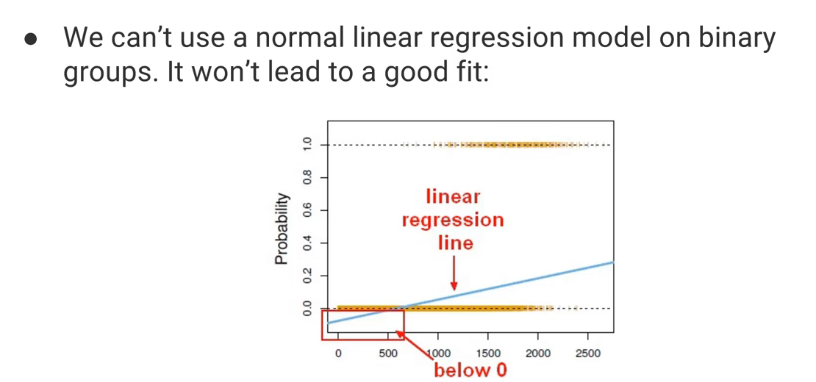 ● We can’t use a normal linear regression model on binary
groups. It won’t lead to a good fit:
1.0
0.8
0.6
0.4
0.2
0.0
Probability
linear
regression
line
0 500 1000 1500 2000 2500
below 0